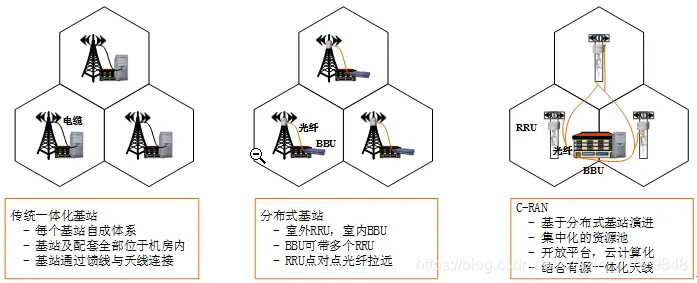 电缆
光纤
BBU
RRU
光纤
BBU
传统一体化基站
- 每个基站自成体系
- 基站及配套全部位于机房内
- 基站通过馈线与天线连接
分布式基站
- 室外RRU，室内BBU
- BBU可带多个RRU
- RRU点对点光纤拉远
C-RAN
- 基于分布式基站演进
- 集中化的资源池
- 开放平台，云计算化
- 结合有源一体化天线